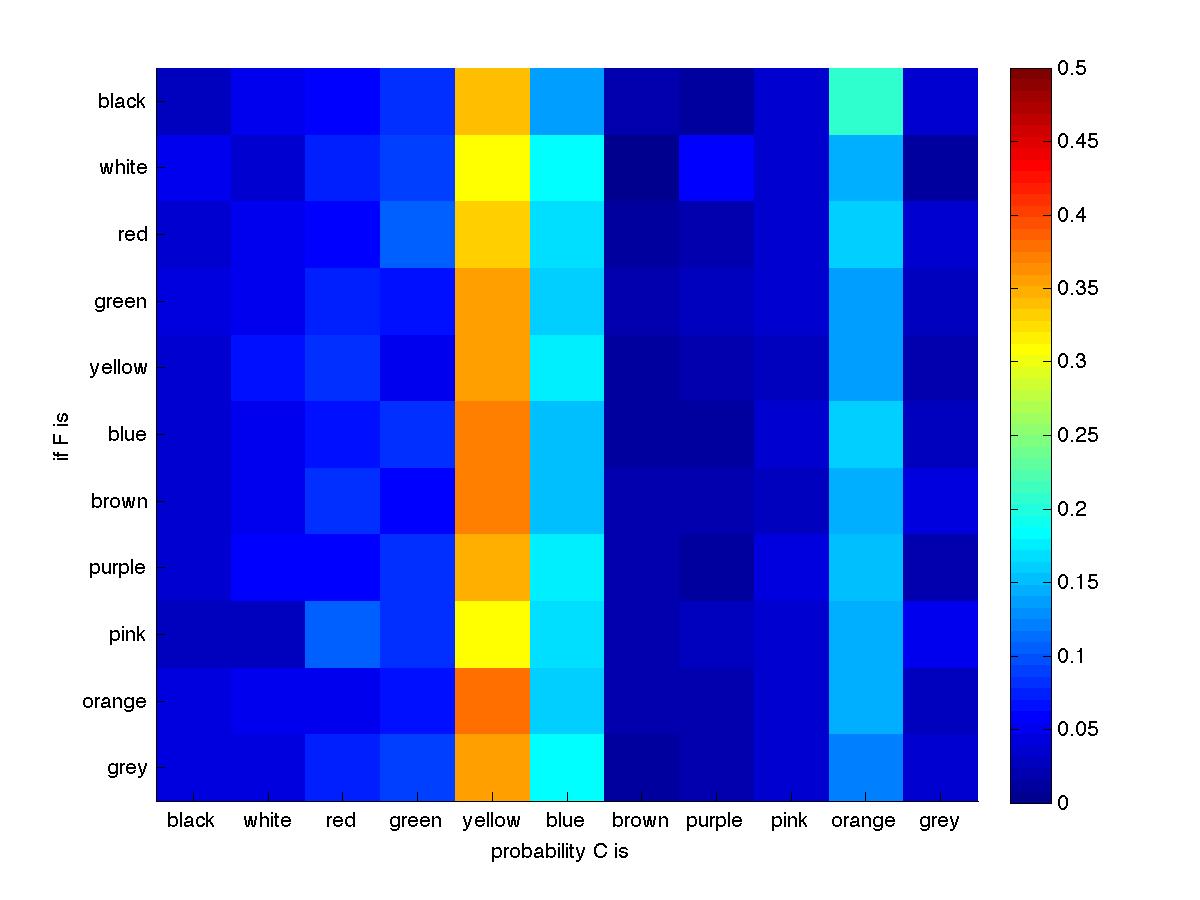 black
white
red
green
yellow
blue
brown
purple
pink
orange
grey
if F is
black white red green yellow blue brown purple pink orange grey
probability C is
0.5
0.45
0.4
0.35
0.3
0.25
0.2
0.15
0.1
0.05
0